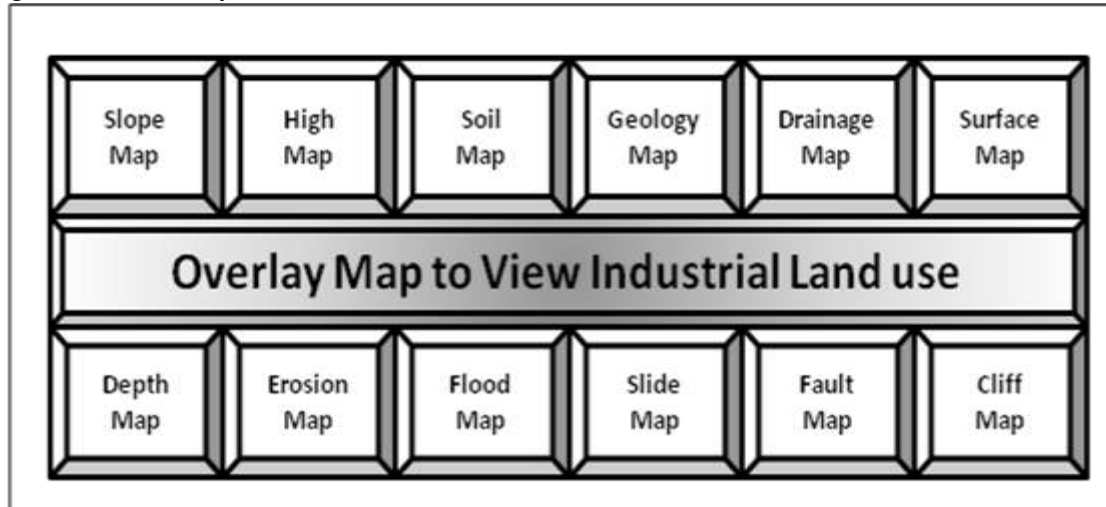 Slope
Map
High
Map
Soil
Map
Geology
Map
Drainage
Map
Surface
Map
Overlay Map to View Industrial Land use
Depth
Map
Erosion
Map
Flood
Map
Slide
Map
Fault
Map
Cliff
Map